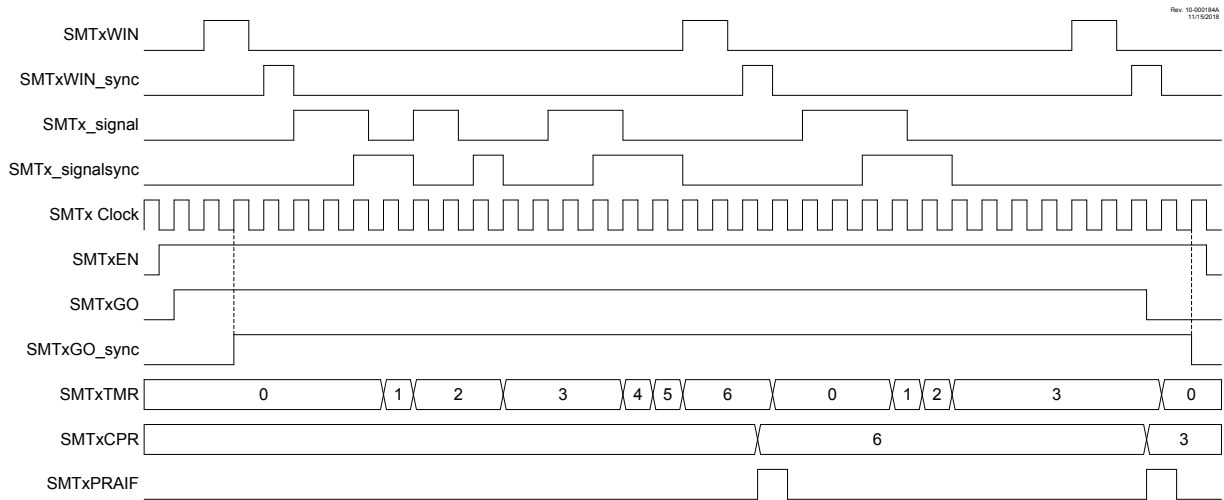 Rev. 10-000184A
11/15/2018
SMTxWIN
SMTxWIN_sync
SMTx_signal
SMTx_signalsync
SMTx Clock
SMTxEN
SMTxGO
SMTxGO_sync
SMTxTMR 0 1 2 3 4 5 6 0 1 2 3 0
SMTxCPR 6 3
SMTxPRAIF